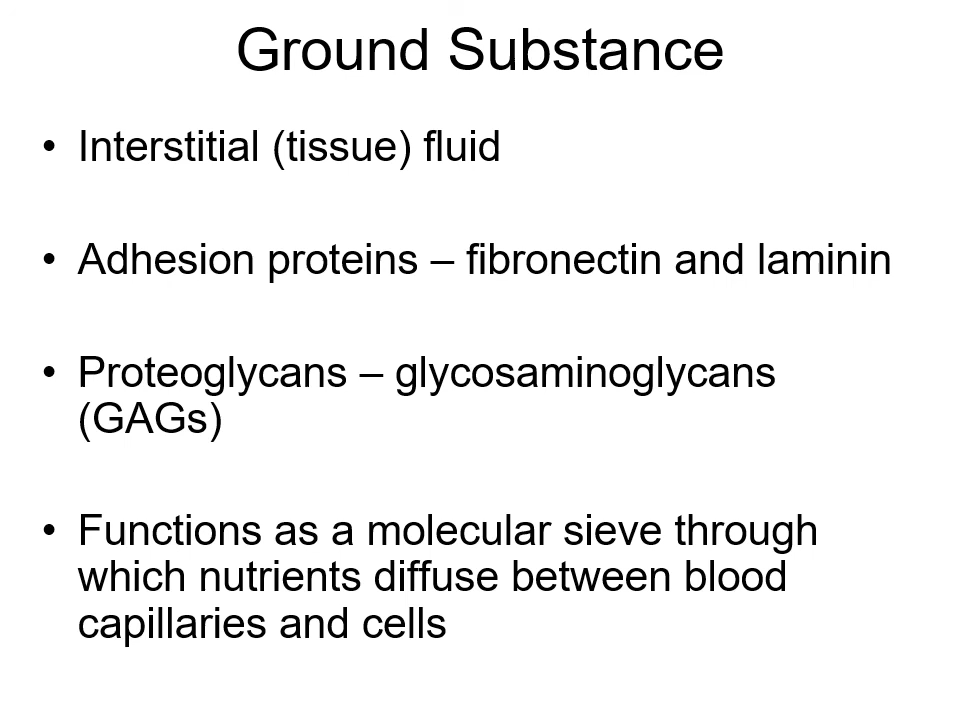 Ground Substance
• Interstitial (tissue) fluid
• Adhesion proteins – fibronectin and laminin
• Proteoglycans – glycosaminoglycans
(GAGs)
• Functions as a molecular sieve through
which nutrients diffuse between blood
capillaries and cells